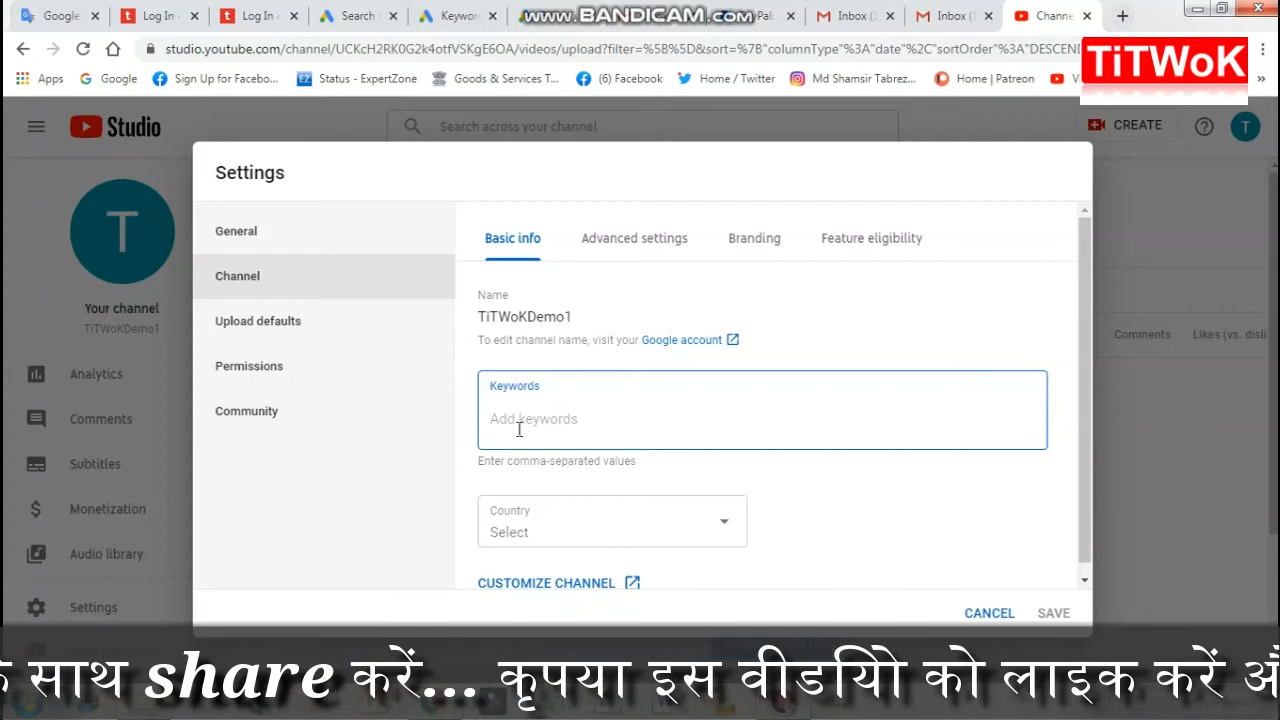 Google
Log In
Log In
Search
Keywor
www.BANDICAM.com
Inbox (
Inbox (
Channe
studio.youtube.com/channel/UCKcH2RK0G2k4otfVSKgE6OA/videos/upload?filter=%5B%5D&sort=%7B"columnType"%3A"date"%2C"sortOrder"%3A"DESCEND
Apps
Google
Sign Up for Facebo...
Status - ExpertZone
Goods & Services T...
(6) Facebook
Home / Twitter
Md Shamsir Tabrez...
Home | Patreon
TiTWoK
Studio
Search across your channel
CREATE
T
T
Your channel
TiTWoKDemo1
Analytics
Comments
Subtitles
Monetization
Audio library
Settings
Comments
Likes (vs. disli
Settings
General
Channel
Upload defaults
Permissions
Community
Basic info
Advanced settings
Branding
Feature eligibility
Name
TiTWoKDemo1
To edit channel name, visit your Google account
Keywords
Add keywords
Enter comma-separated values
Country
Select
CUSTOMIZE CHANNEL
CANCEL
SAVE
के साथ share करें... कृपया इस वीडियो को लाइक करें औ